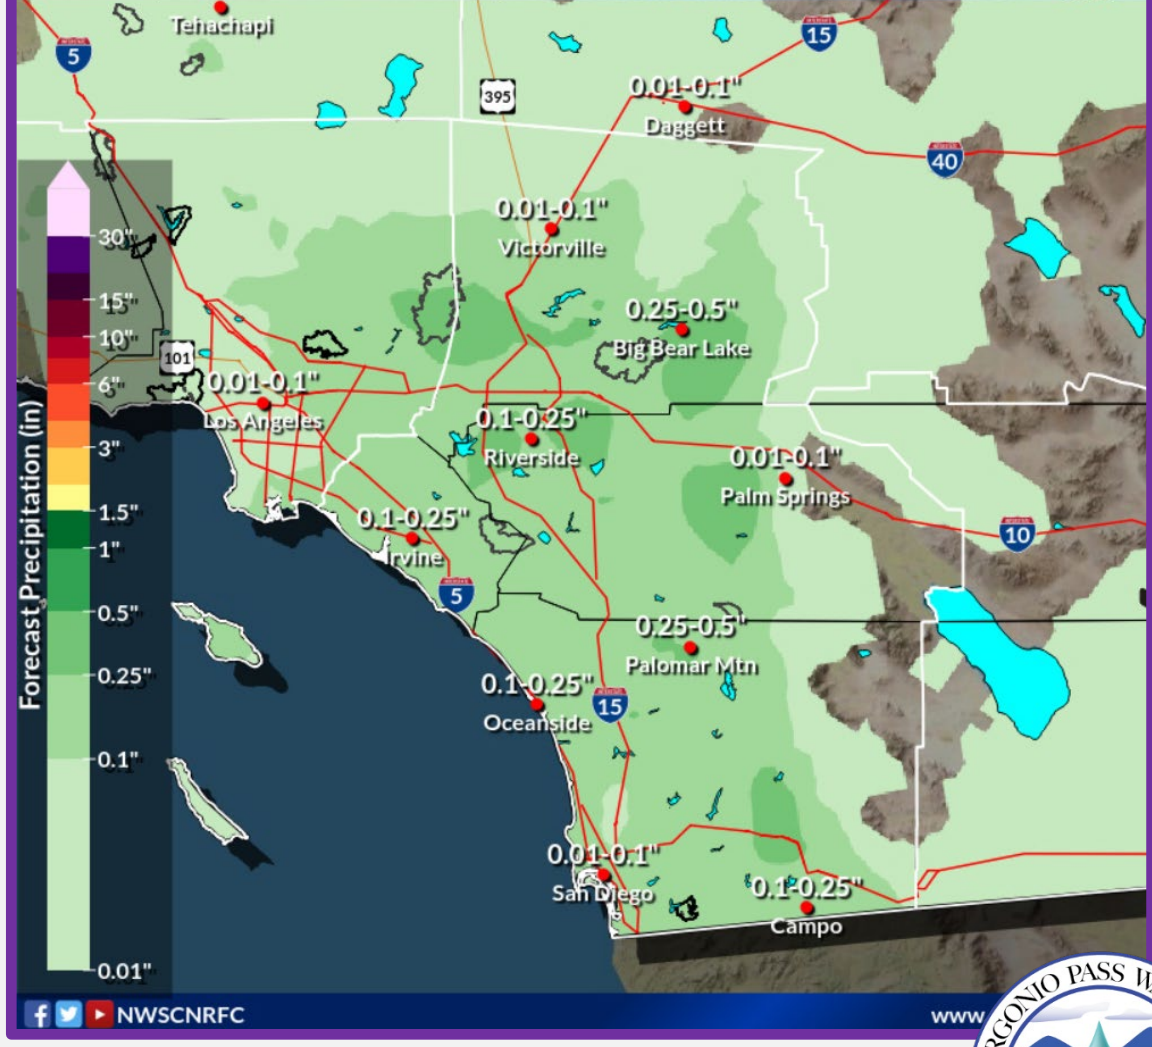 Tehachapi
5
15
395
0.01-0.1"
Daggett
40
0.01-0.1"
Victorville
30"
15"
10"
6"
3"
1.5"
1"
0.5"
0.25"
0.1"
0.01"
Forecast Precipitation (in)
0.25-0.5"
Big Bear Lake
101
0.01-0.1"
Los Angeles
0.1-0.25"
Riverside
0.01-0.1"
Palm Springs
0.1-0.25"
Irvine
10
5
0.25-0.5"
Palomar Mtn
0.1-0.25"
Oceanside
15
0.01-0.1"
San Diego
0.1-0.25"
Campo
NWSCNRFC
www.
PASS